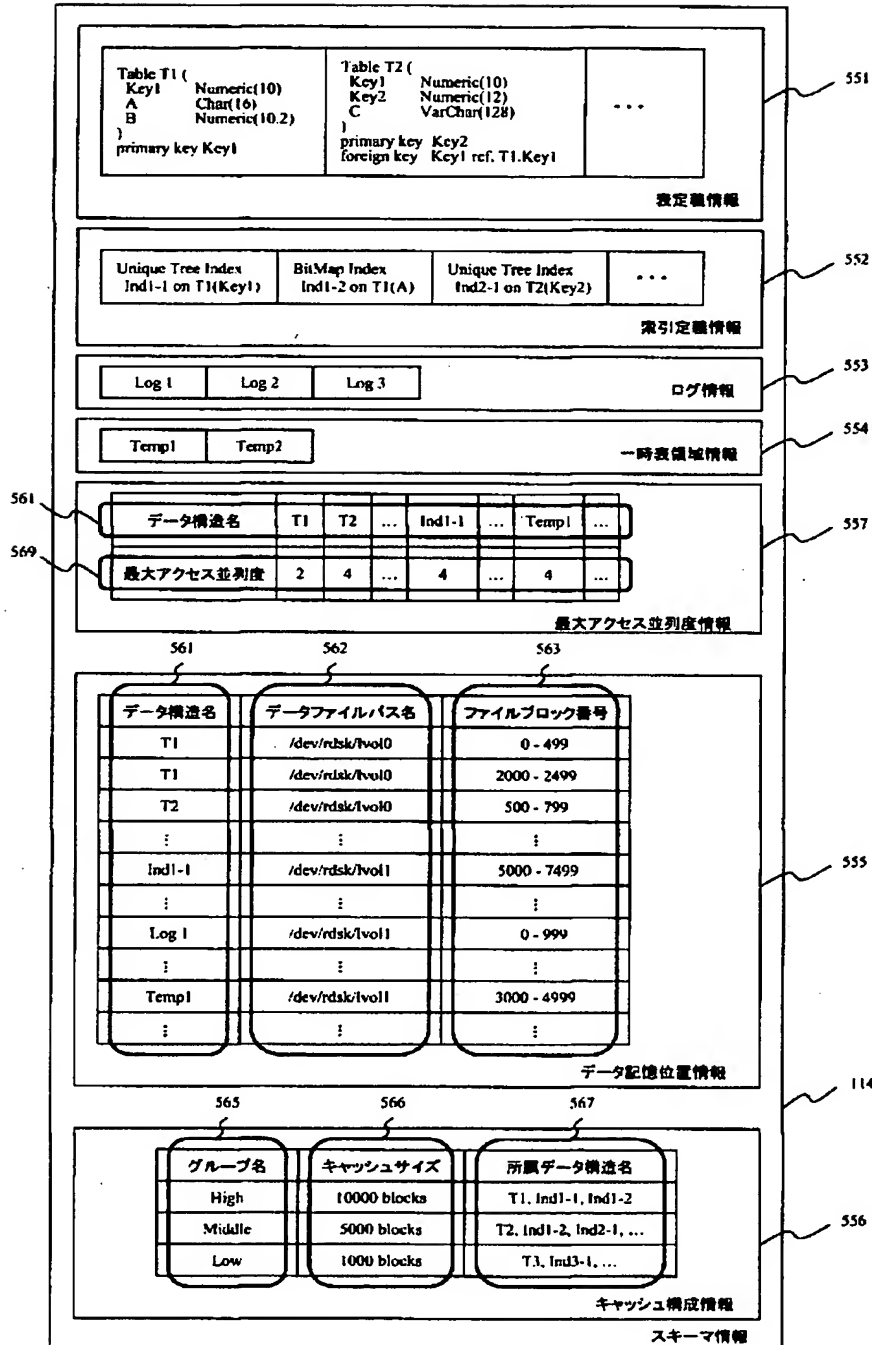 Table T1 (
Key1 Numeric(10)
A Char(16)
B Numeric(10.2)
)
primary key Key1
Table T2 (
Key1 Numeric(10)
Key2 Numeric(12)
C VarChar(128)
)
primary key Key2
foreign key Key1 ref. T1.Key1
...
551
表定義情報
Unique Tree Index
Ind1-1 on T1(Key1)
BitMap Index
Ind1-2 on T1(A)
Unique Tree Index
Ind2-1 on T2(Key2)
...
552
索引定義情報
Log 1 Log 2 Log 3
ログ情報
553
Temp1 Temp2
一時表領域情報
554
561
データ構造名 T1 T2 ... Ind1-1 ... Temp1 ...
557
569
最大アクセス並列度 2 4 ... 4 ... 4 ...
最大アクセス並列度情報
561 562 563
データ構造名 データファイルパス名 ファイルブロック番号
T1 /dev/rdsk/lvol0 0 - 499
T1 /dev/rdsk/lvol0 2000 - 2499
T2 /dev/rdsk/lvol0 500 - 799
⋮ ⋮ ⋮
Ind1-1 /dev/rdsk/lvol1 5000 - 7499
555
⋮ ⋮ ⋮
Log 1 /dev/rdsk/lvol1 0 - 999
⋮ ⋮ ⋮
Temp1 /dev/rdsk/lvol1 3000 - 4999
⋮ ⋮ ⋮
データ記憶位置情報
114
565 566 567
グループ名 キャッシュサイズ 所属データ構造名
High 10000 blocks T1, Ind1-1, Ind1-2
Middle 5000 blocks T2, Ind1-2, Ind2-1, ...
556
Low 1000 blocks T3, Ind3-1, ...
キャッシュ構成情報
スキーマ情報